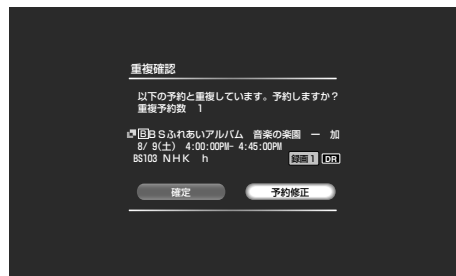 重複確認
以下の予約と重複しています。予約しますか?
重複予約数 1
BSふれあいアルバム 音楽の楽園 ー 加
8/ 9(土) 4:00:00PM- 4:45:00PM
BS103 NHK h 録画1 DR
確定 予約修正